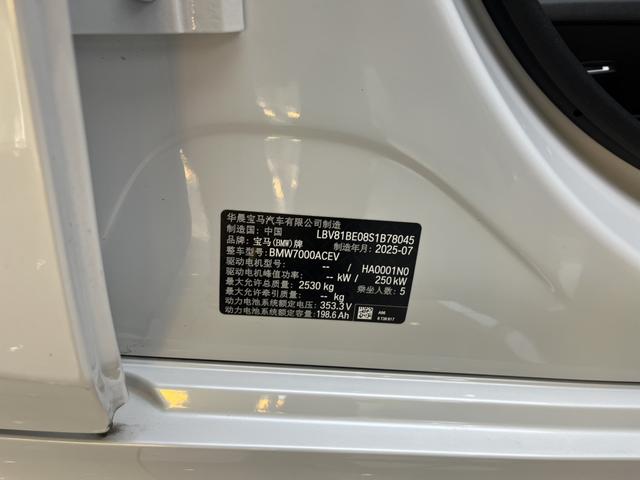 华晨宝马汽车有限公司制造
制造国: 中国 LBV81BE08S1B78045
品牌: 宝马(BMW)牌 制造年月: 2025-07
整车型号: BMW7000ACEV
驱动电机型号: -- / HA0001N0
驱动电机峰值功率: -- kW / 250 kW
最大允许总质量: 2530 kg 乘坐人数: 5
最大允许牵引质量: -- kg
动力电池系统额定电压: 353.3 V
动力电池系统额定容量: 198.6 Ah